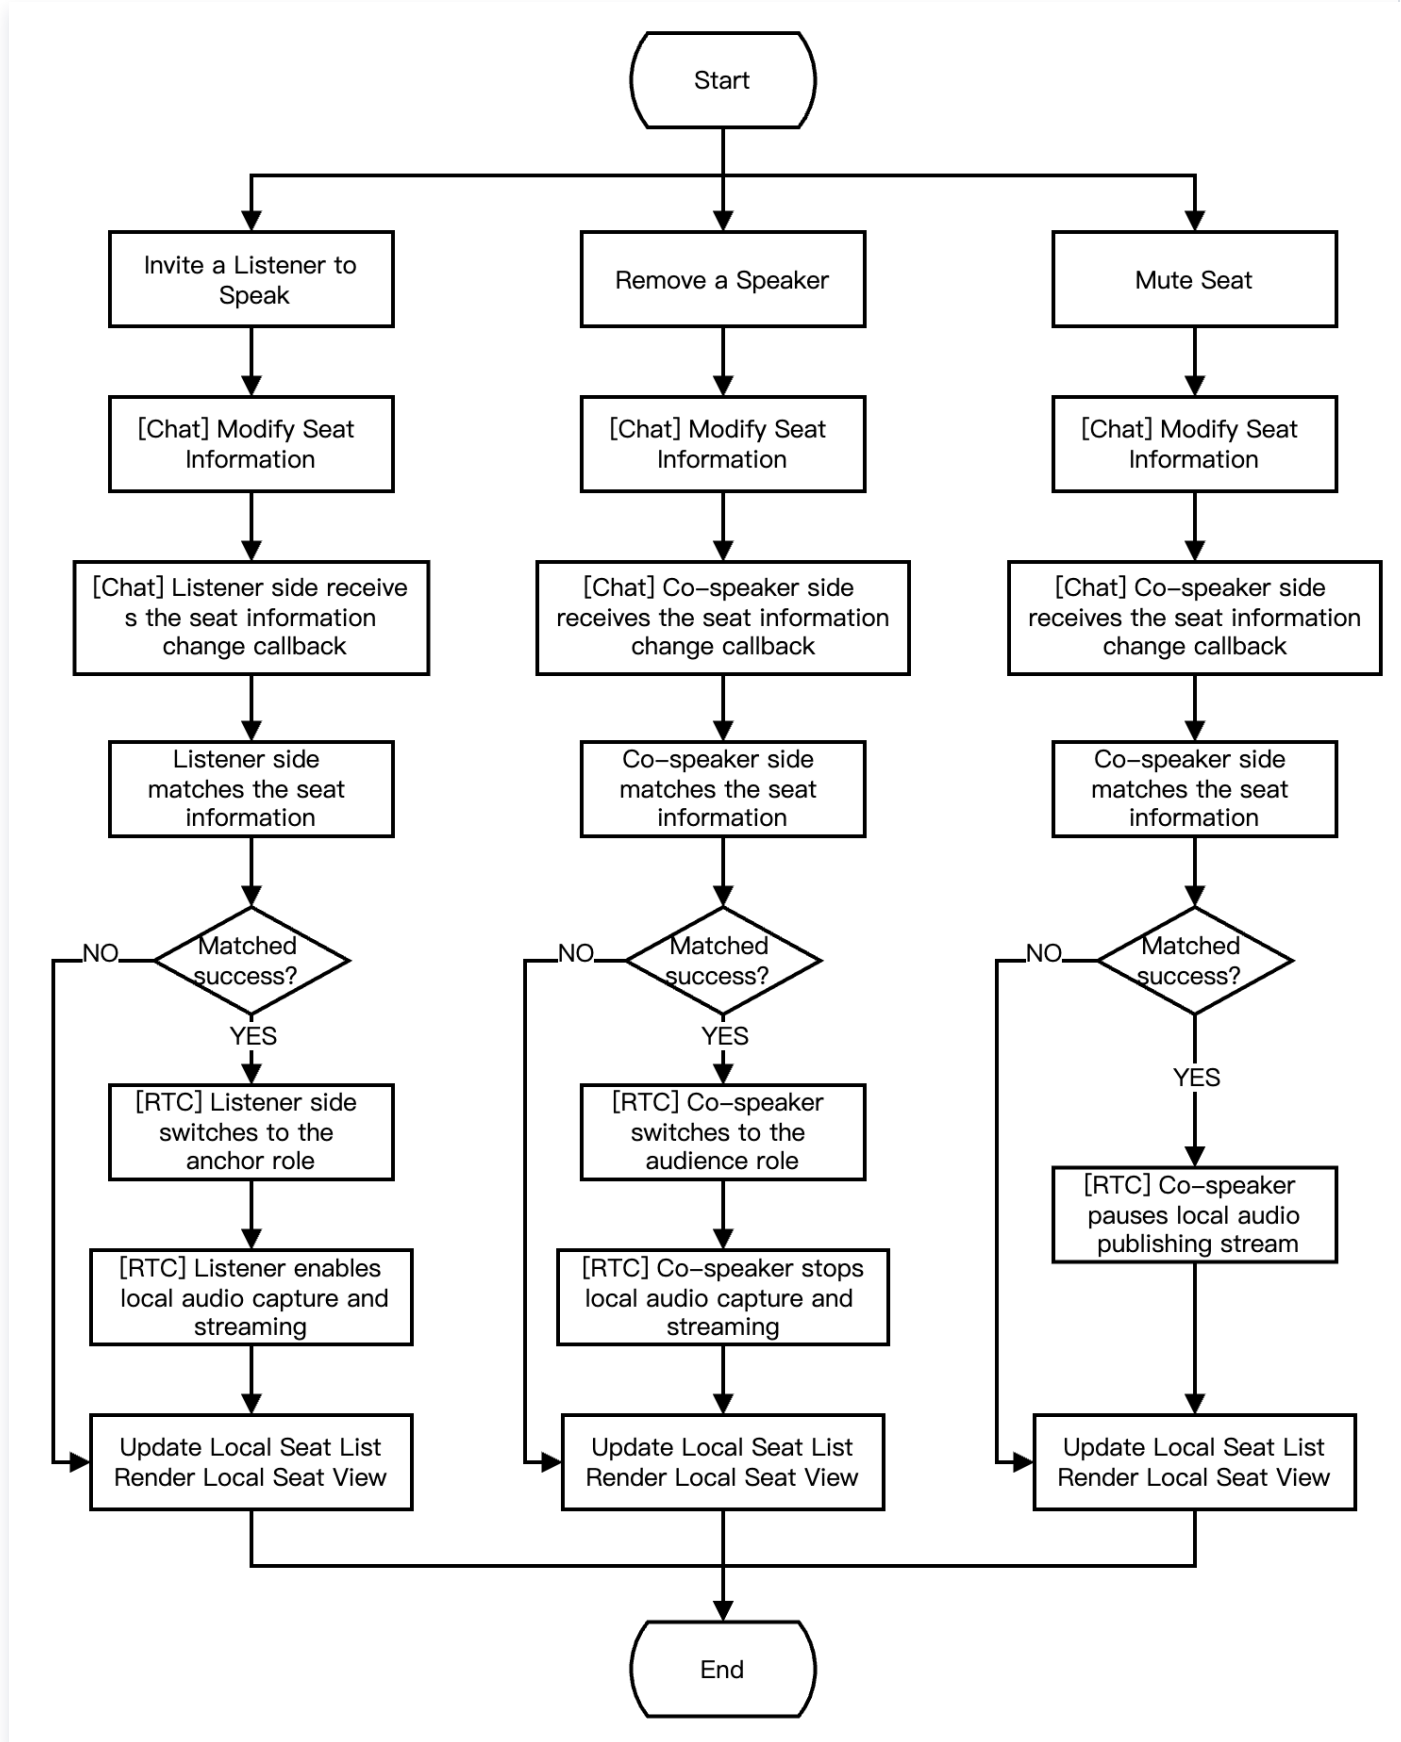 Start
Invite a Listener to
Speak
Remove a Speaker
Mute Seat
[Chat] Modify Seat
Information
[Chat] Modify Seat
Information
[Chat] Modify Seat
Information
[Chat] Listener side receive
s the seat information
change callback
[Chat] Co-speaker side
receives the seat information
change callback
[Chat] Co-speaker side
receives the seat information
change callback
Listener side
matches the seat
information
Co-speaker side
matches the seat
information
Co-speaker side
matches the seat
information
NO
Matched
success?
NO
Matched
success?
NO
Matched
success?
YES
YES
YES
[RTC] Listener side
switches to the
anchor role
[RTC] Co-speaker
switches to the
audience role
[RTC] Co-speaker
pauses local audio
publishing stream
[RTC] Listener enables
local audio capture and
streaming
[RTC] Co-speaker stops
local audio capture and
streaming
Update Local Seat List
Render Local Seat View
Update Local Seat List
Render Local Seat View
Update Local Seat List
Render Local Seat View
End